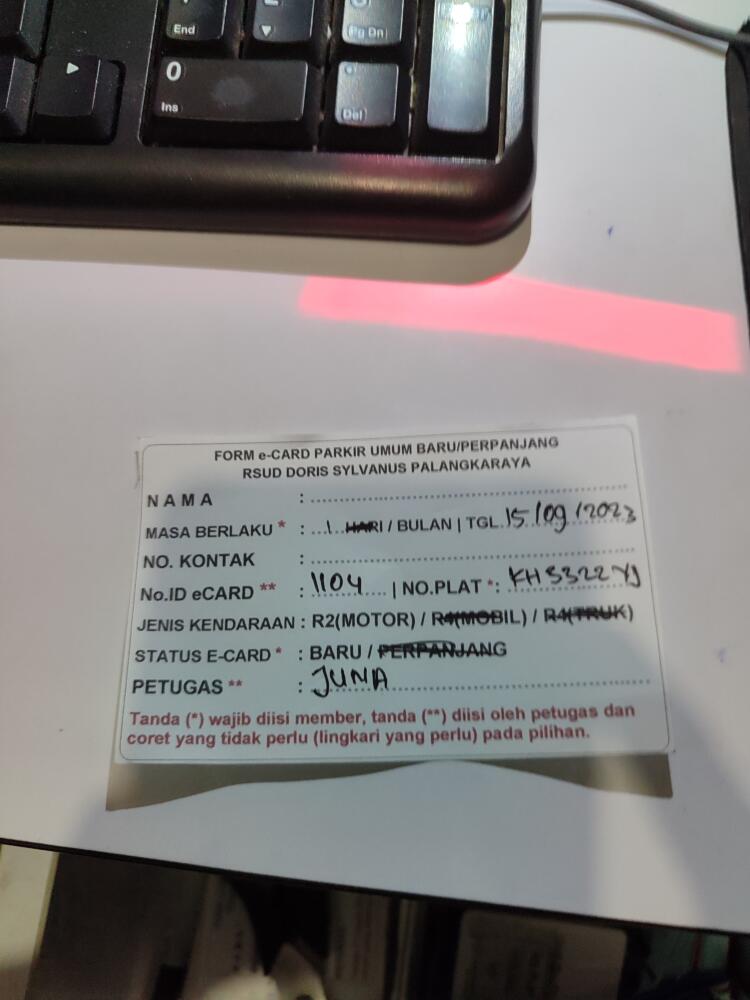 End
Pg Dn
0
Ins
Del
FORM e-CARD PARKIR UMUM BARU/PERPANJANG
RSUD DORIS SYLVANUS PALANGKARAYA
NAMA :
MASA BERLAKU * : 1 HARI / BULAN | TGL. 15/09/2023
NO. KONTAK :
No.ID eCARD ** : 1104 | NO.PLAT *: KH 5322 YJ
JENIS KENDARAAN : R2(MOTOR) / R4(MOBIL) / R4(TRUK)
STATUS E-CARD * : BARU / PERPANJANG
PETUGAS ** : JUNA
Tanda (*) wajib diisi member, tanda (**) diisi oleh petugas dan
coret yang tidak perlu (lingkari yang perlu) pada pilihan.